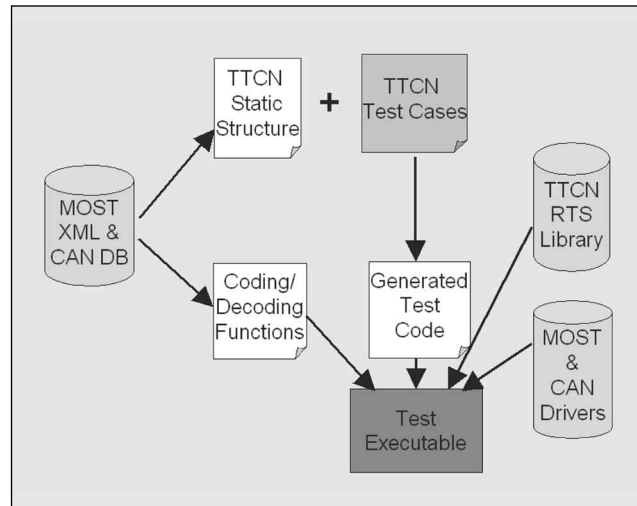 TTCN
Static
Structure
+
TTCN
Test Cases
MOST
XML &
CAN DB
TTCN
RTS
Library
Coding/
Decoding
Functions
Generated
Test
Code
MOST
&
CAN
Drivers
Test
Executable